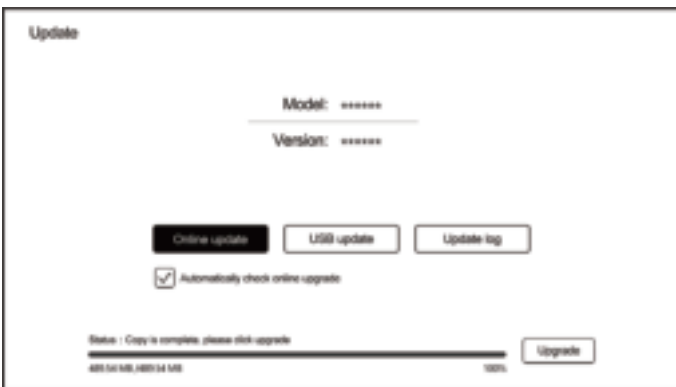 Update
Model: ******
Version: ******
Online update
USB update
Update log
Automatically check online upgrade
Status : Copy is complete, please click upgrade
Upgrade
100%